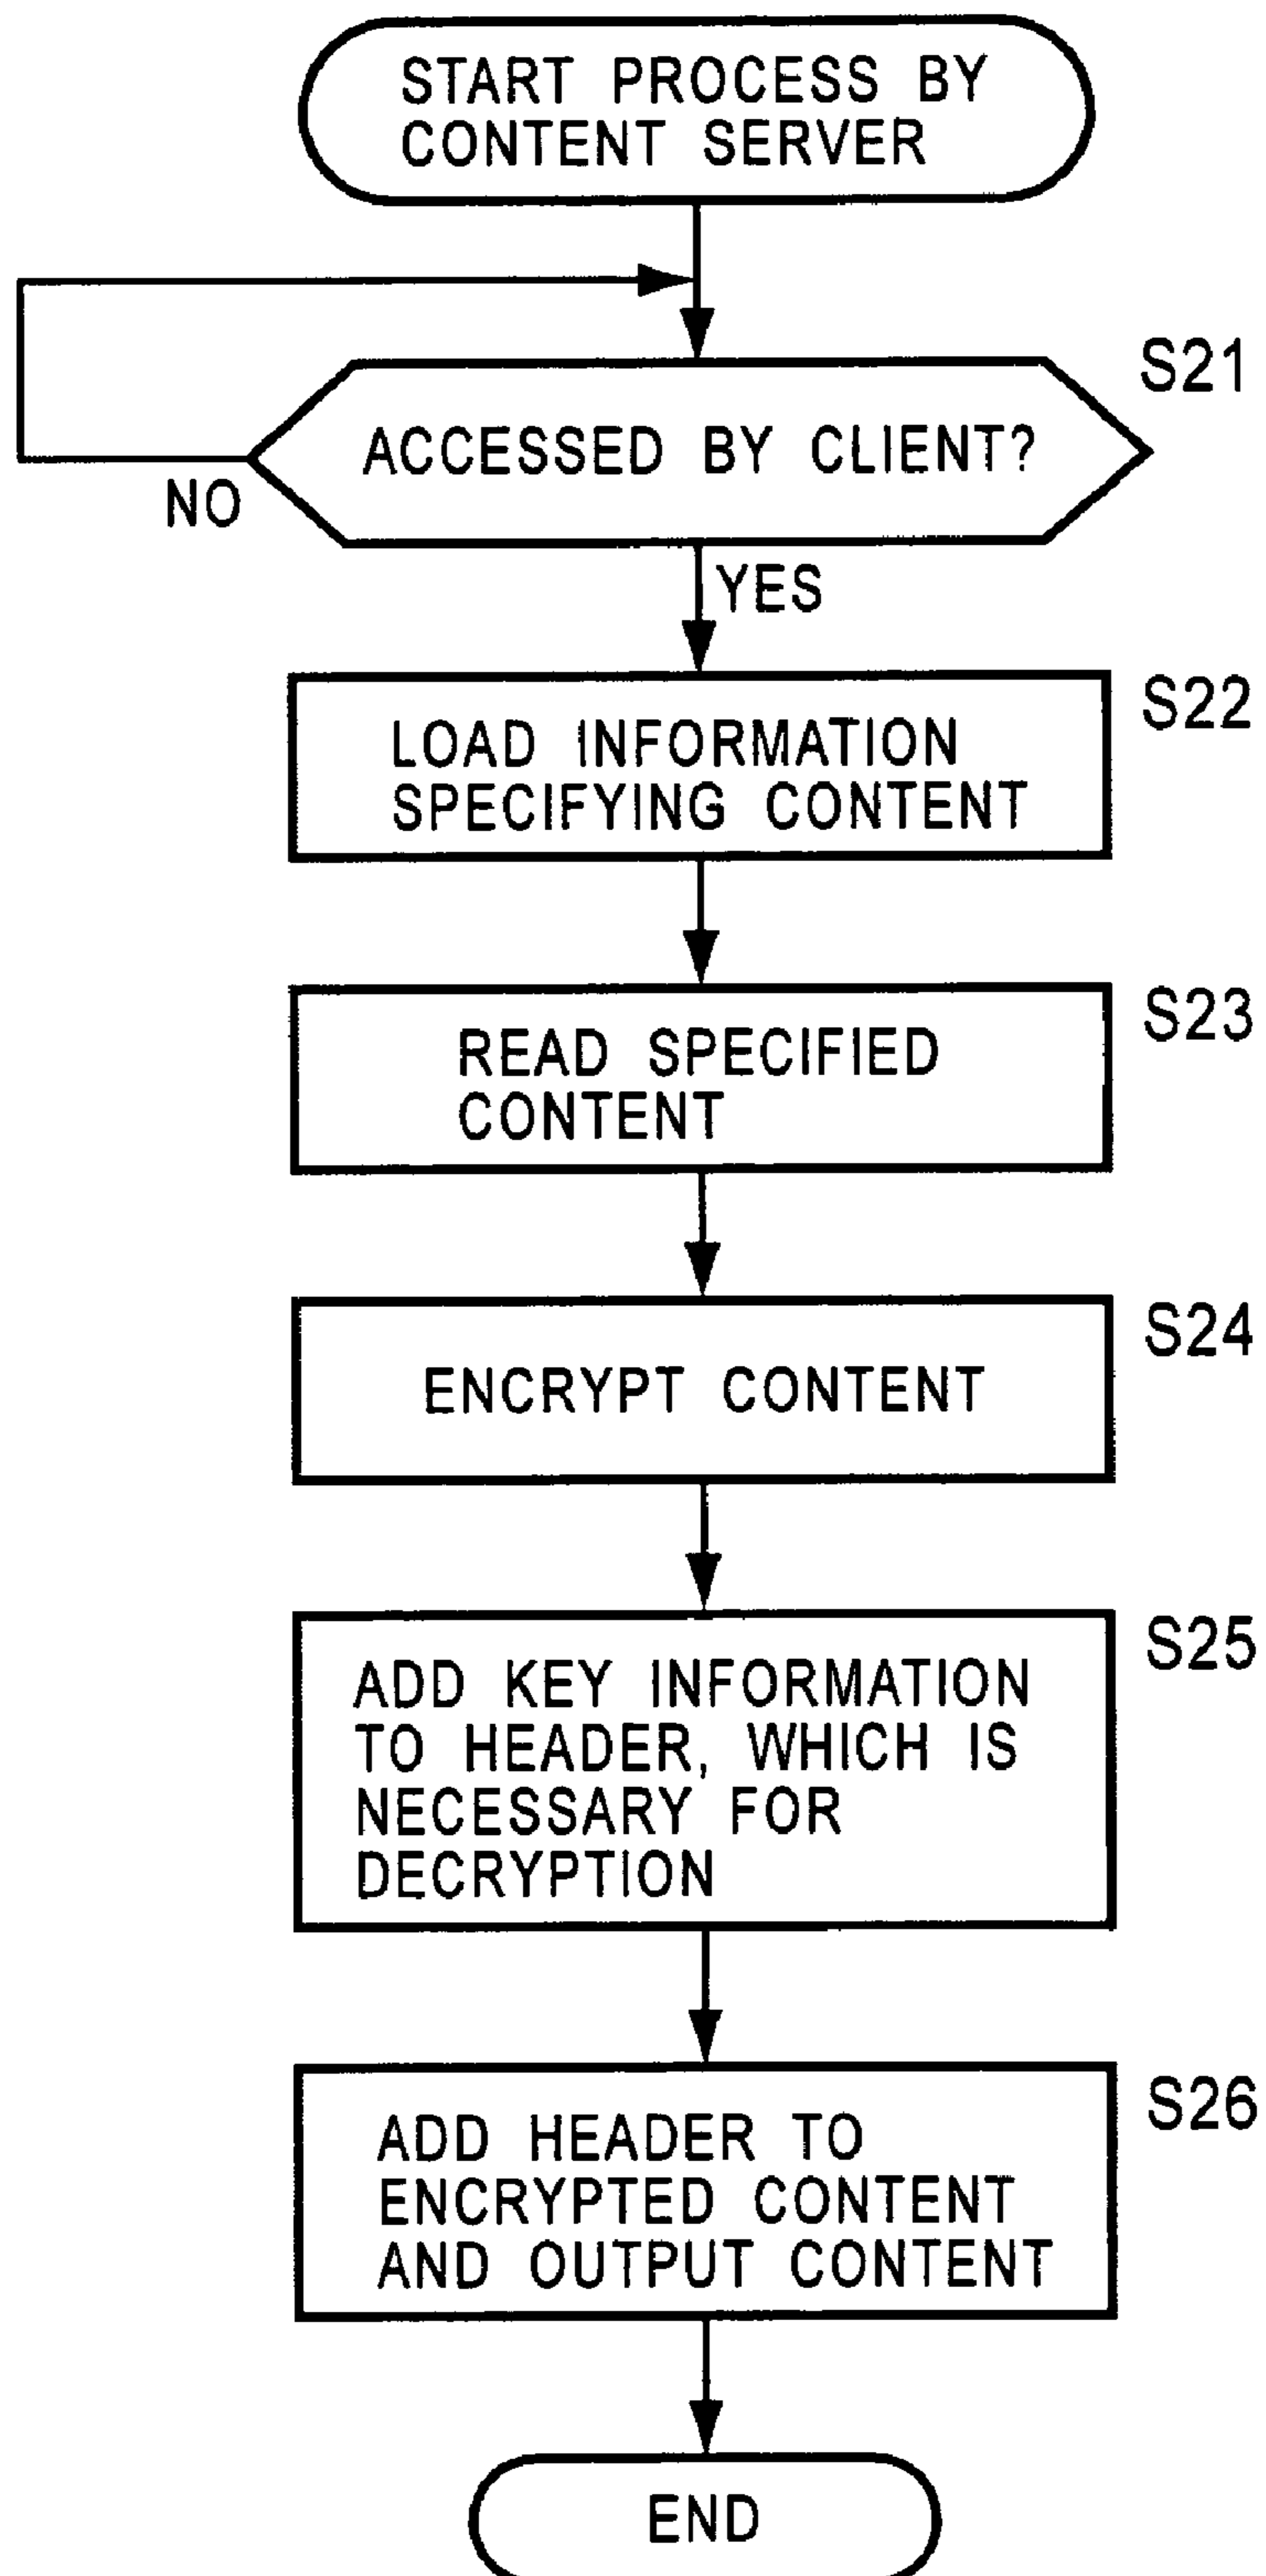 START PROCESS BY
CONTENT SERVER
S21
ACCESSED BY CLIENT?
NO
YES
S22
LOAD INFORMATION
SPECIFYING CONTENT
S23
READ SPECIFIED
CONTENT
S24
ENCRYPT CONTENT
S25
ADD KEY INFORMATION
TO HEADER, WHICH IS
NECESSARY FOR
DECRYPTION
S26
ADD HEADER TO
ENCRYPTED CONTENT
AND OUTPUT CONTENT
END